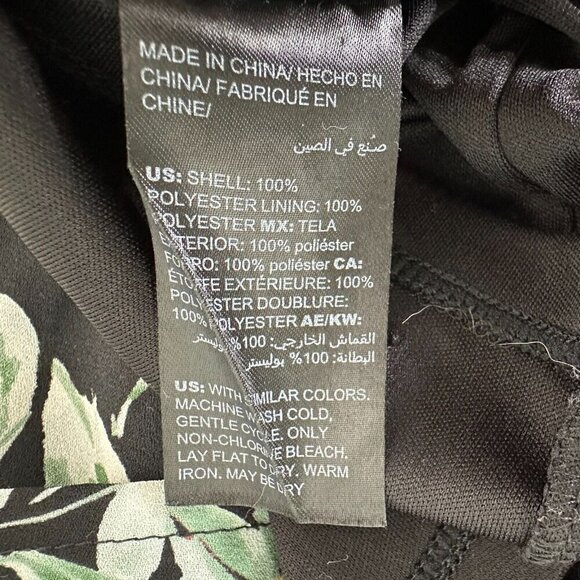 MADE IN CHINA/ HECHO EN
CHINA/ FABRIQUÉ EN
CHINE/
صُنع في الصين
US: SHELL: 100%
POLYESTER LINING: 100%
POLYESTER MX: TELA
EXTERIOR: 100% poliéster
FORRO: 100% poliéster CA:
ÉTOFFE EXTÉRIEURE: 100%
POLYESTER DOUBLURE:
100% POLYESTER AE/KW:
القماش الخارجي: 100% بوليستر
البطانة: 100% بوليستر
US: WITH SIMILAR COLORS.
MACHINE WASH COLD,
GENTLE CYCLE. ONLY
NON-CHLORINE BLEACH.
LAY FLAT TO DRY. WARM
IRON. MAY BE DRY